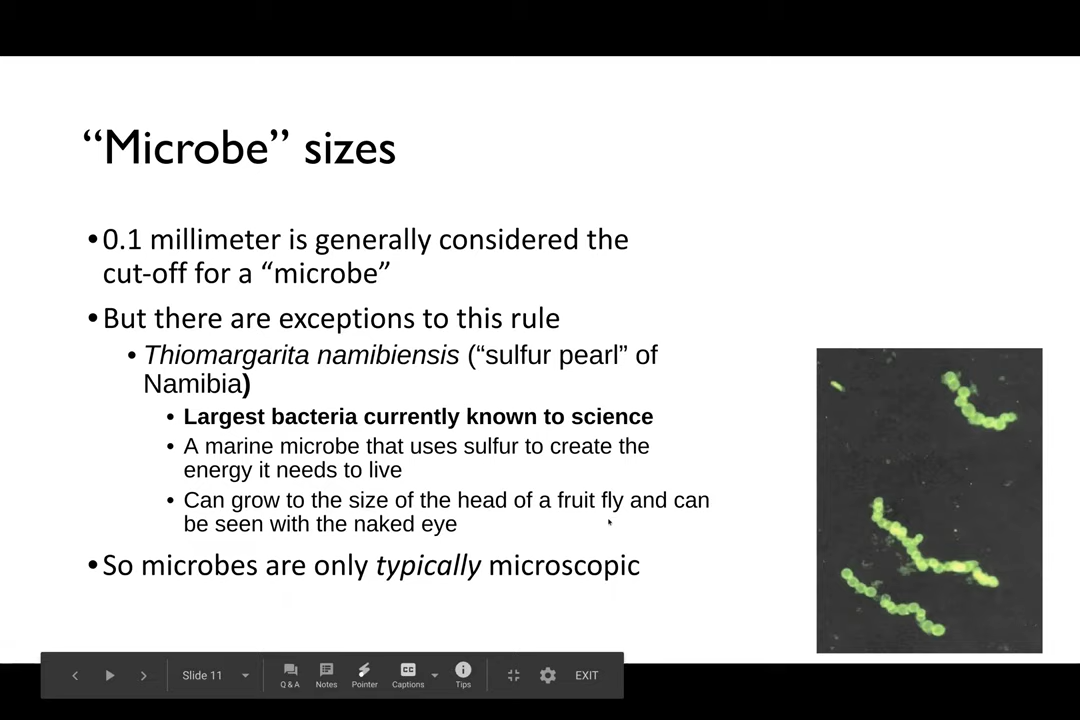 “Microbe” sizes
•0.1 millimeter is generally considered the
cut-off for a “microbe”
•But there are exceptions to this rule
• Thiomargarita namibiensis (“sulfur pearl” of
Namibia)
• Largest bacteria currently known to science
• A marine microbe that uses sulfur to create the
energy it needs to live
• Can grow to the size of the head of a fruit fly and can
be seen with the naked eye
•So microbes are only typically microscopic
Slide 11
Q & A
Notes
Pointer
CC
Captions
Tips
EXIT